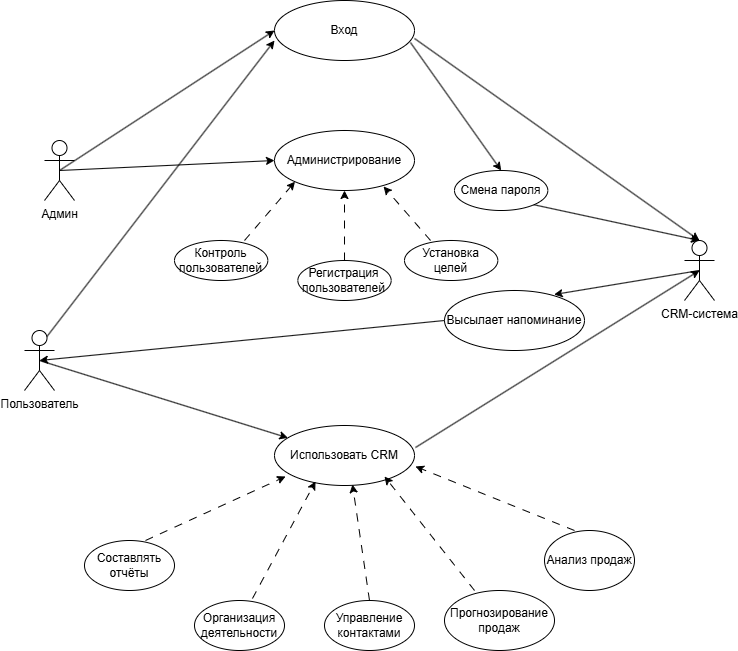 Вход
Админ
Администрирование
Смена пароля
Контроль
пользователей
Регистрация
пользователей
Установка
целей
CRM-система
Высылает напоминание
Пользователь
Использовать CRM
Составлять
отчёты
Организация
деятельности
Управление
контактами
Прогнозирование
продаж
Анализ продаж